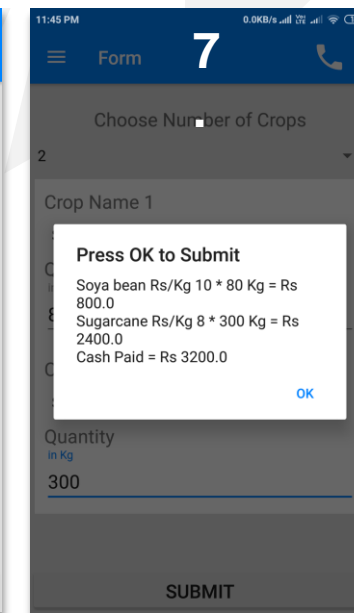 11:45 PM 0.0KB/s
Form
7.
Choose Number of Crops
2
Crop Name 1
Press OK to Submit
Soya bean Rs/Kg 10 * 80 Kg = Rs
800.0
Sugarcane Rs/Kg 8 * 300 Kg = Rs
2400.0
Cash Paid = Rs 3200.0
OK
Quantity
in Kg
300
SUBMIT